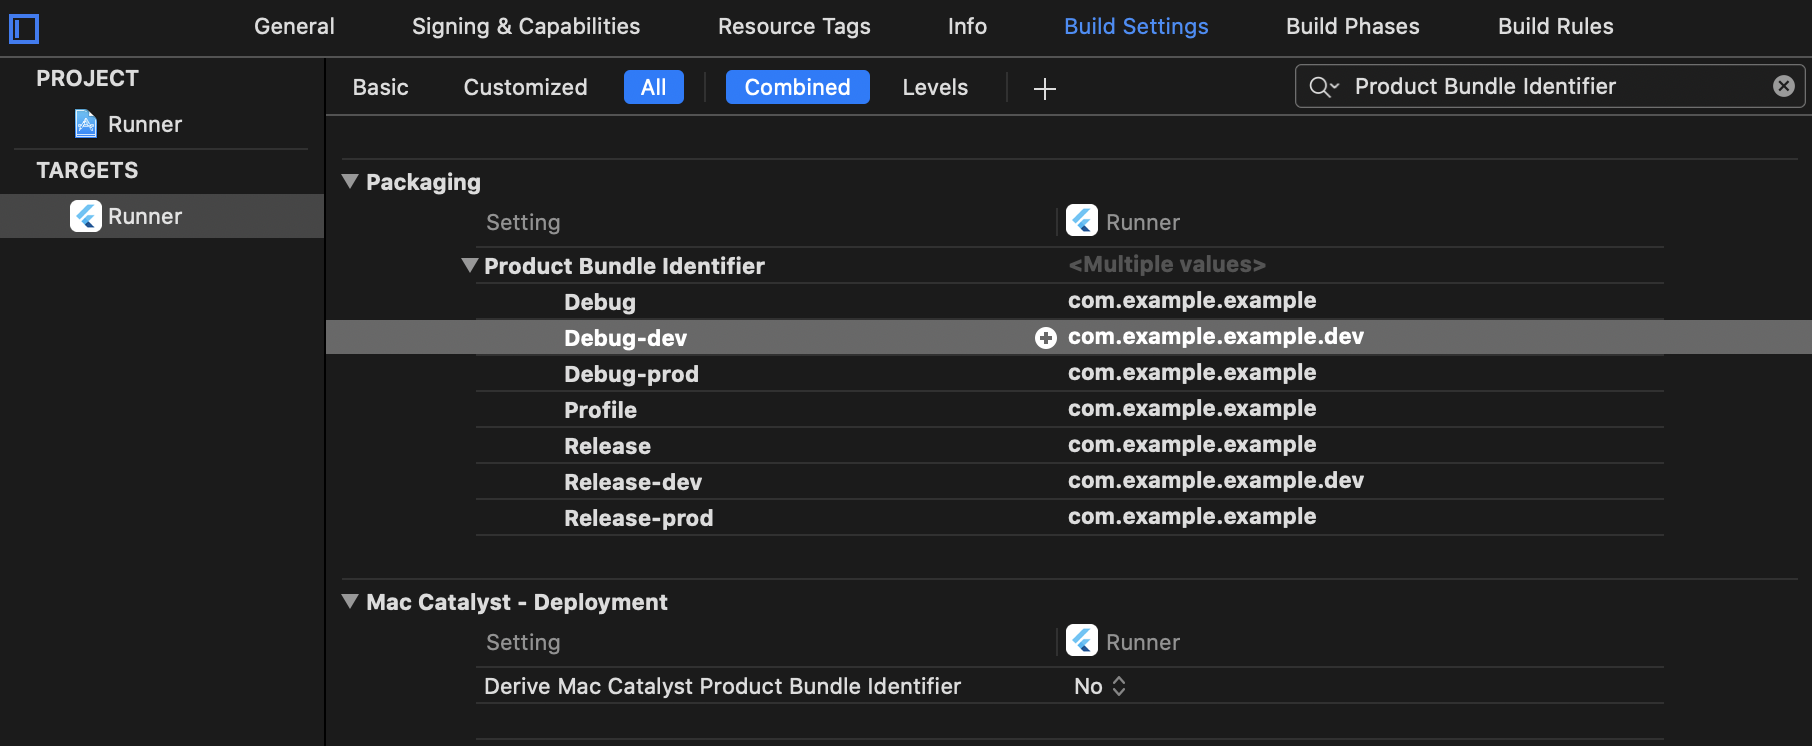 General Signing & Capabilities Resource Tags Info Build Settings Build Phases Build Rules
PROJECT
Runner
TARGETS
Runner
Basic Customized All Combined Levels + Product Bundle Identifier
Packaging
Setting Runner
Product Bundle Identifier <Multiple values>
Debug com.example.example
Debug-dev com.example.example.dev
Debug-prod com.example.example
Profile com.example.example
Release com.example.example
Release-dev com.example.example.dev
Release-prod com.example.example
Mac Catalyst - Deployment
Setting Runner
Derive Mac Catalyst Product Bundle Identifier No